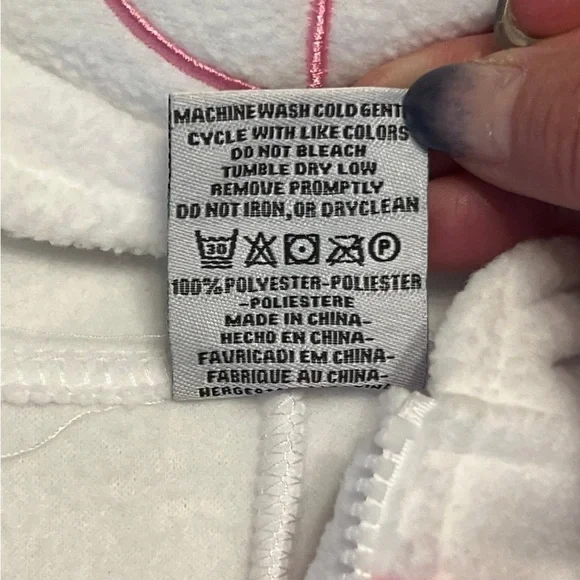 MACHINE WASH COLD GENT
CYCLE WITH LIKE COLORS
DO NOT BLEACH
TUMBLE DRY LOW
REMOVE PROMPTLY
DO NOT IRON, OR DRYCLEAN
30 P
100% POLYESTER-POLIESTER
-POLIESTERE
MADE IN CHINA-
HECHO EN CHINA-
FAVRICADI EM CHINA-
FABRIQUE AU CHINA-